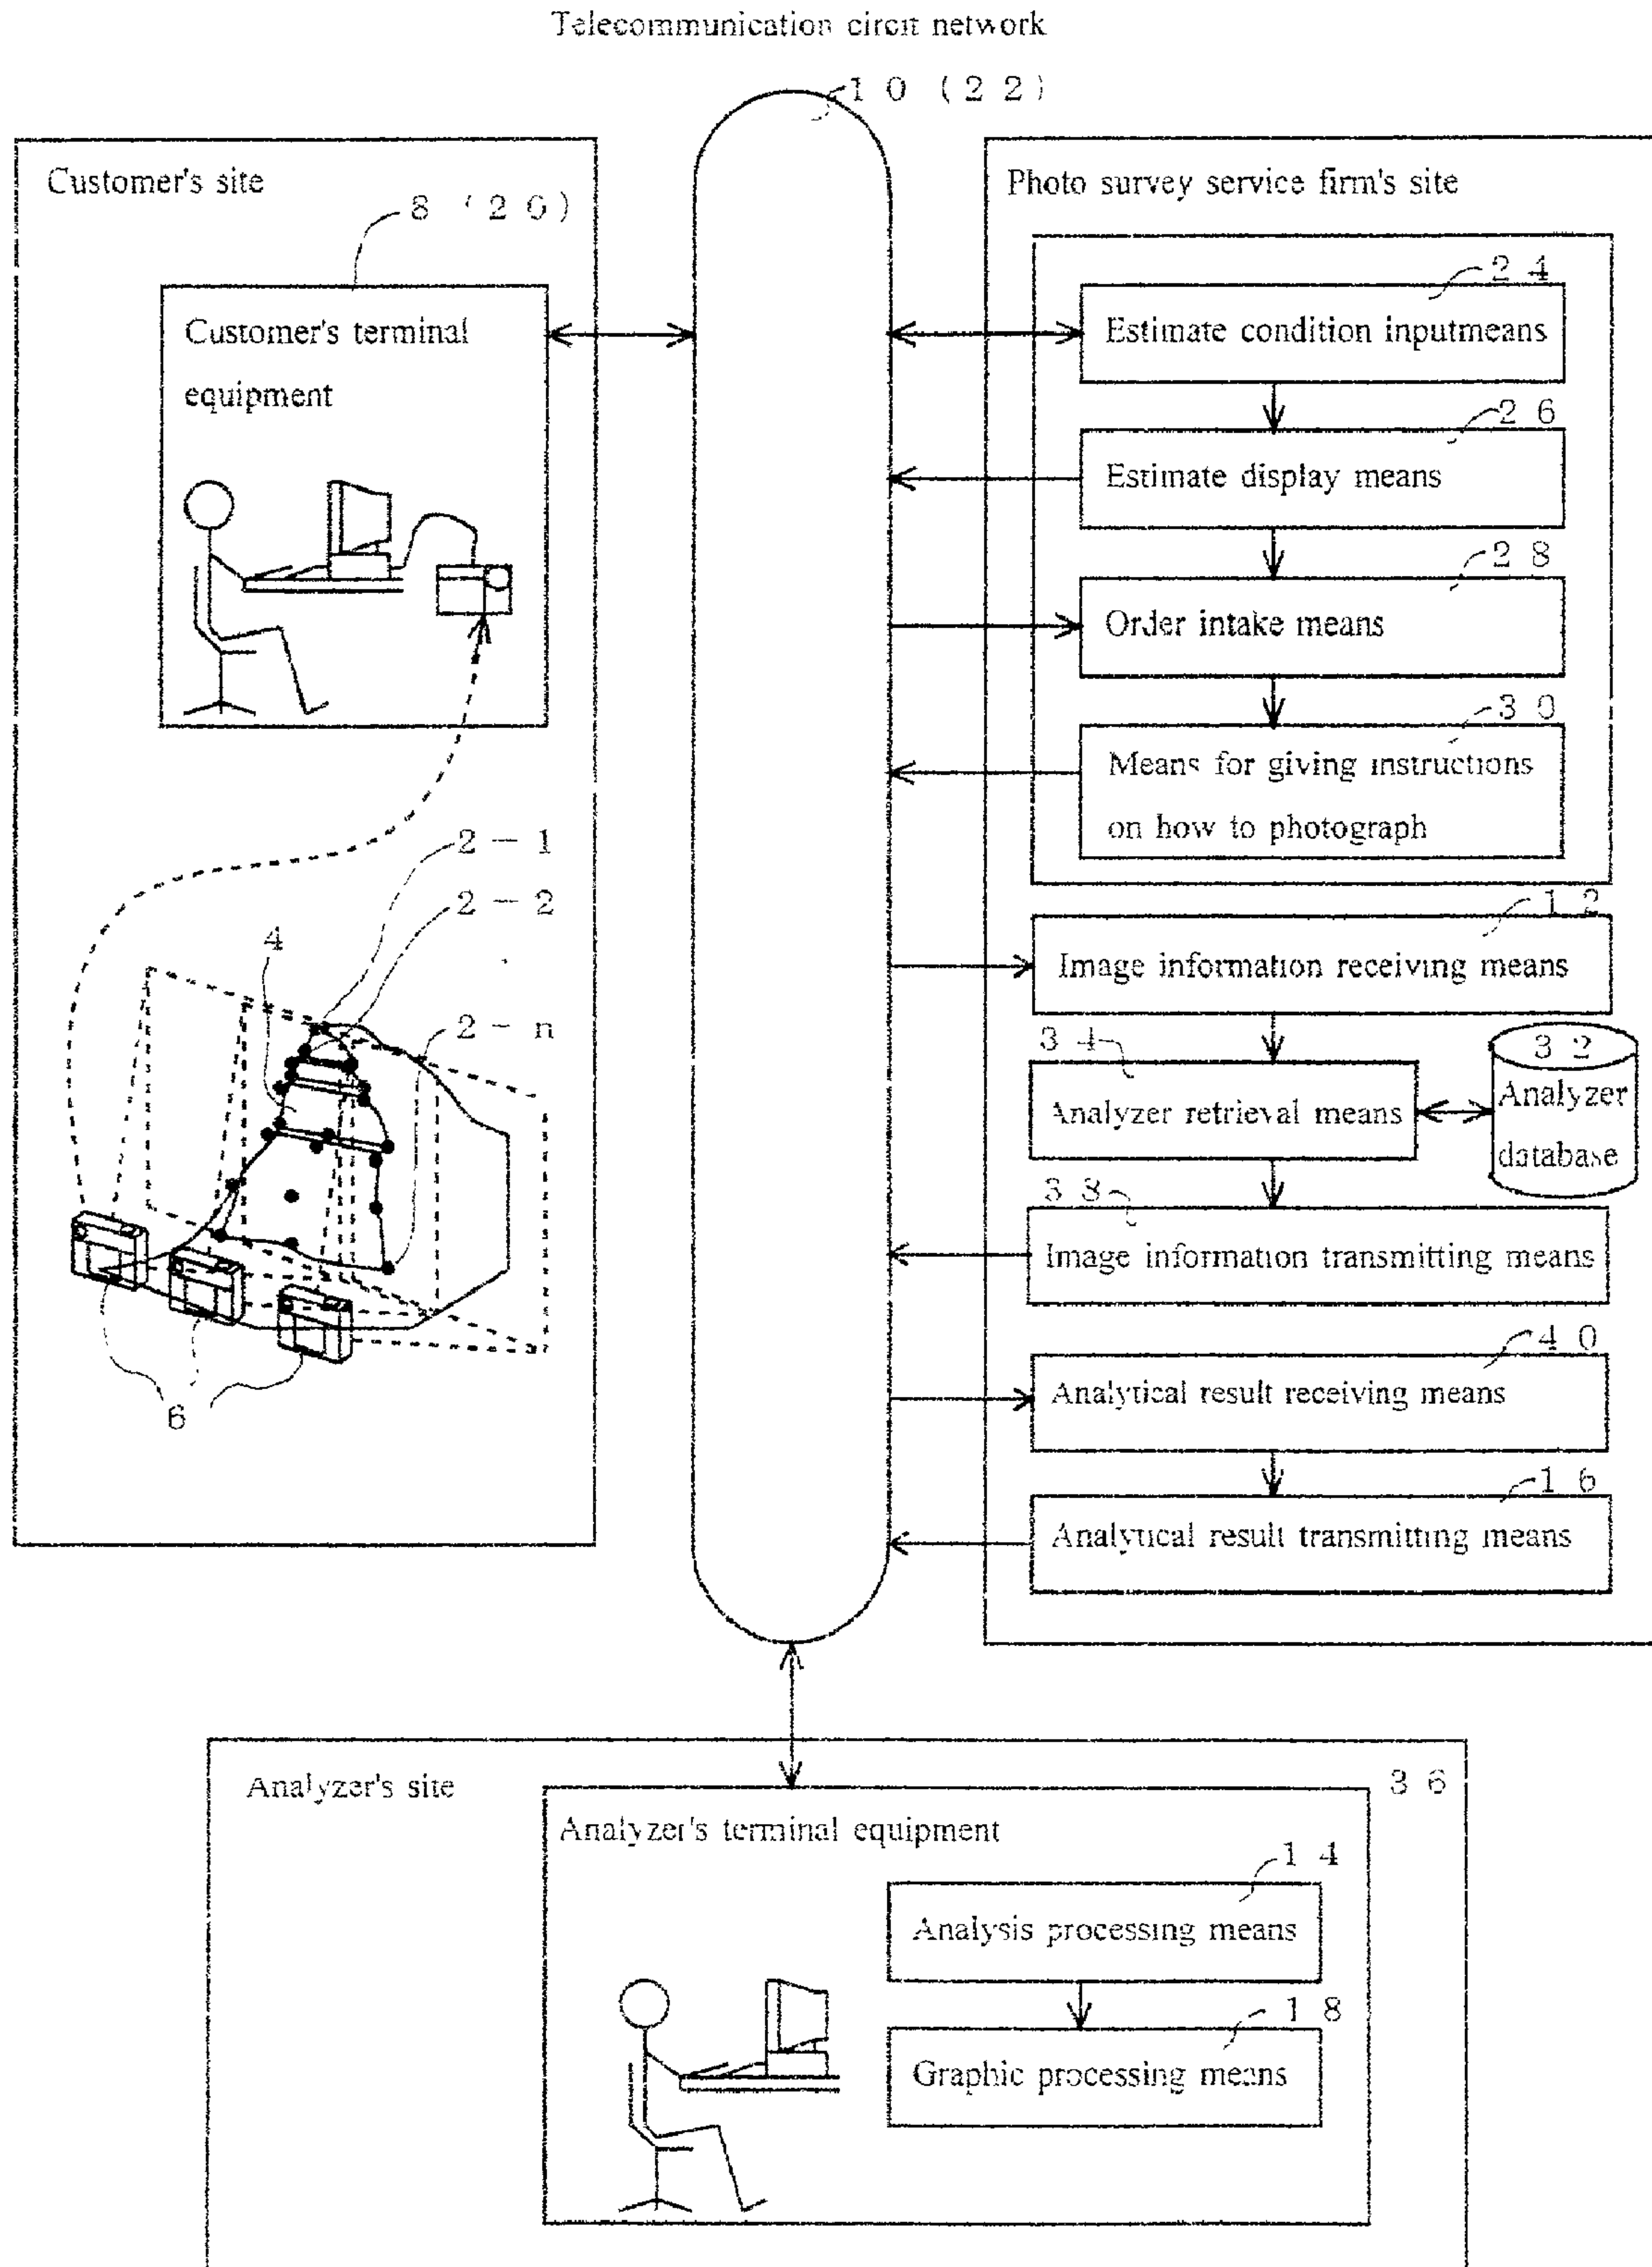 Telecommunication circit network
10 (22)
Customer's site
8 (20)
Customer's terminal
equipment
2-1
2-2
4
2-n
6
Photo survey service firm's site
24
Estimate condition inputmeans
26
Estimate display means
28
Order intake means
30
Means for giving instructions
on how to photograph
12
Image information receiving means
34
Analyzer retrieval means
32
Analyzer
database
38
Image information transmitting means
40
Analytical result receiving means
16
Analytical result transmitting means
Analyzer's site
36
Analyzer's terminal equipment
14
Analysis processing means
18
Graphic processing means